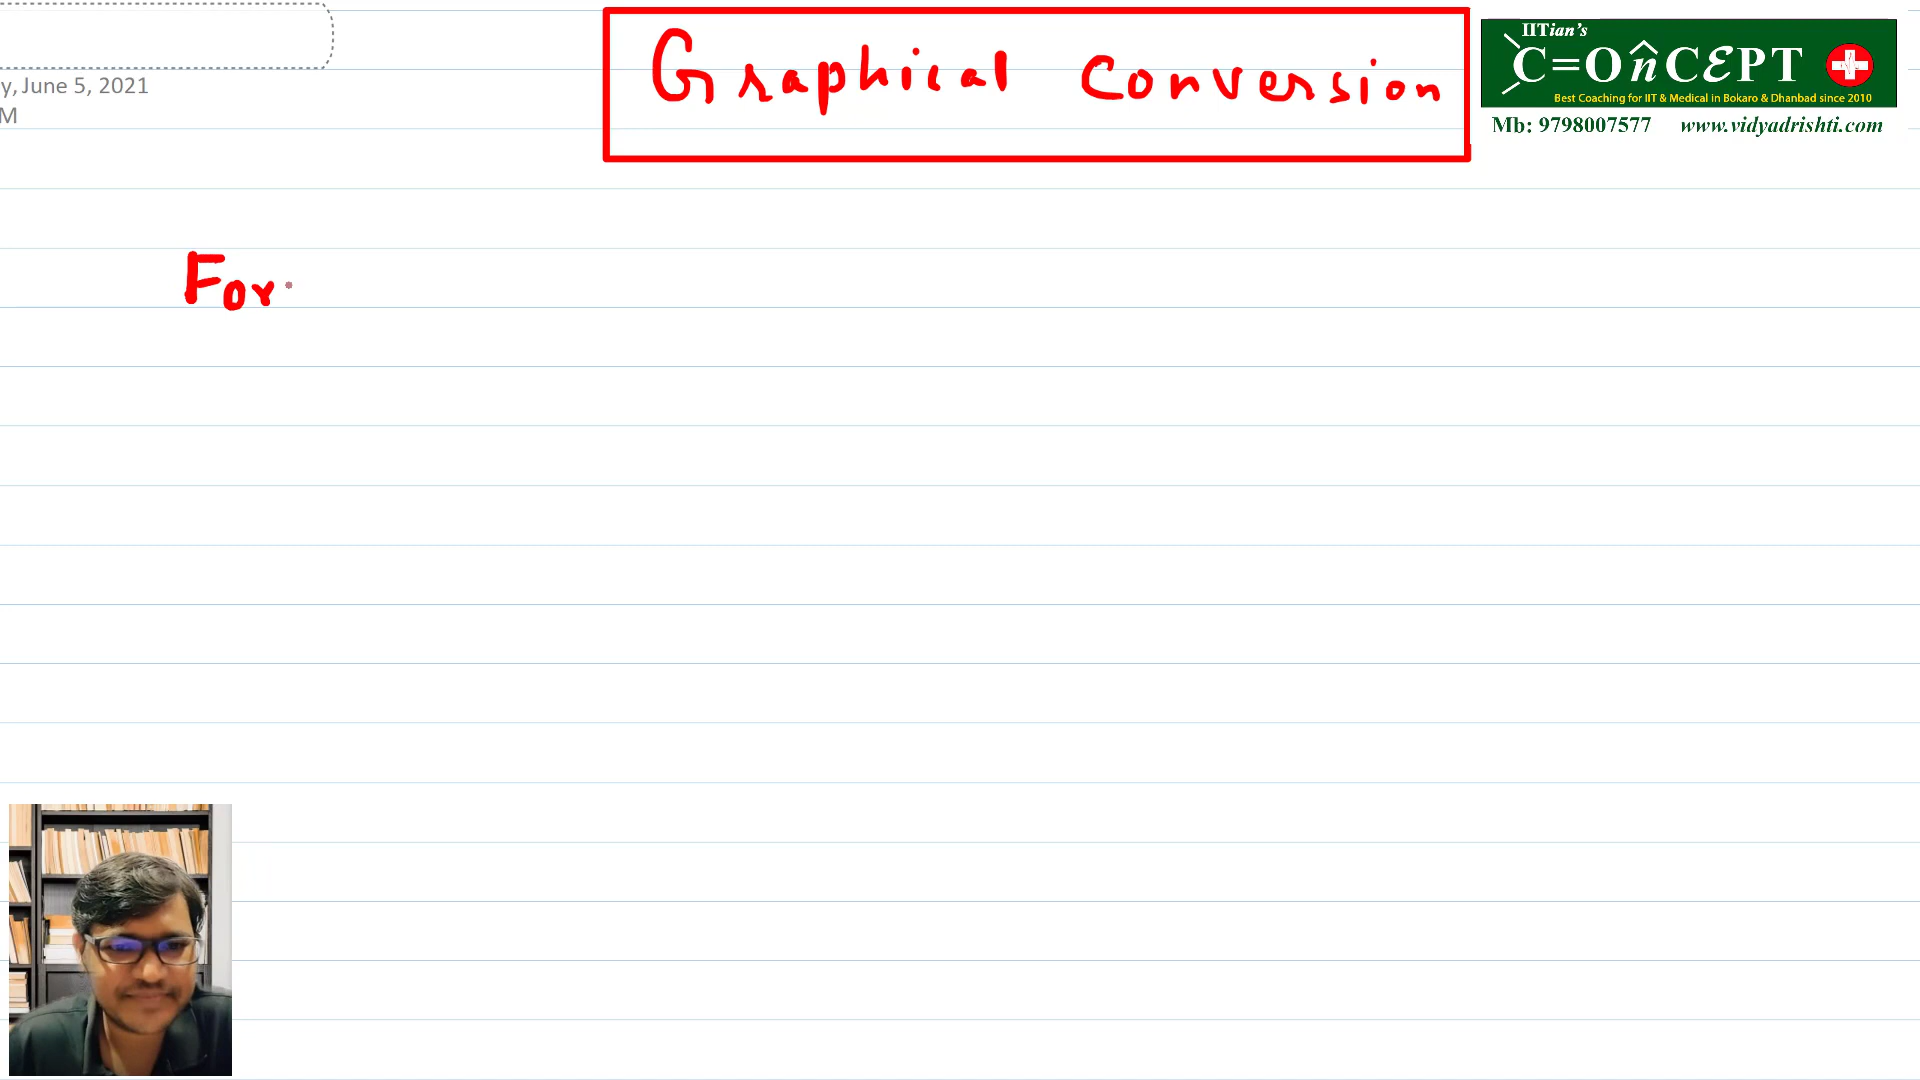 Graphical Conversion
IITian's
C=OnCEPT
Best Coaching for IIT & Medical in Bokaro & Dhanbad since 2010
Mb: 9798007577 www.vidyadrishti.com
y, June 5, 2021
M
For